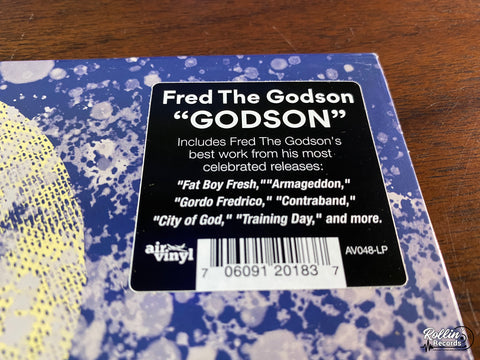 Fred The Godson
“GODSON”
Includes Fred The Godson's
best work from his most
celebrated releases:
"Fat Boy Fresh,""Armageddon,"
"Gordo Fredrico," "Contraband,"
"City of God," "Training Day," and more.
air vinyl
AV048-LP
7 06091 20183 7
Rollin
Records